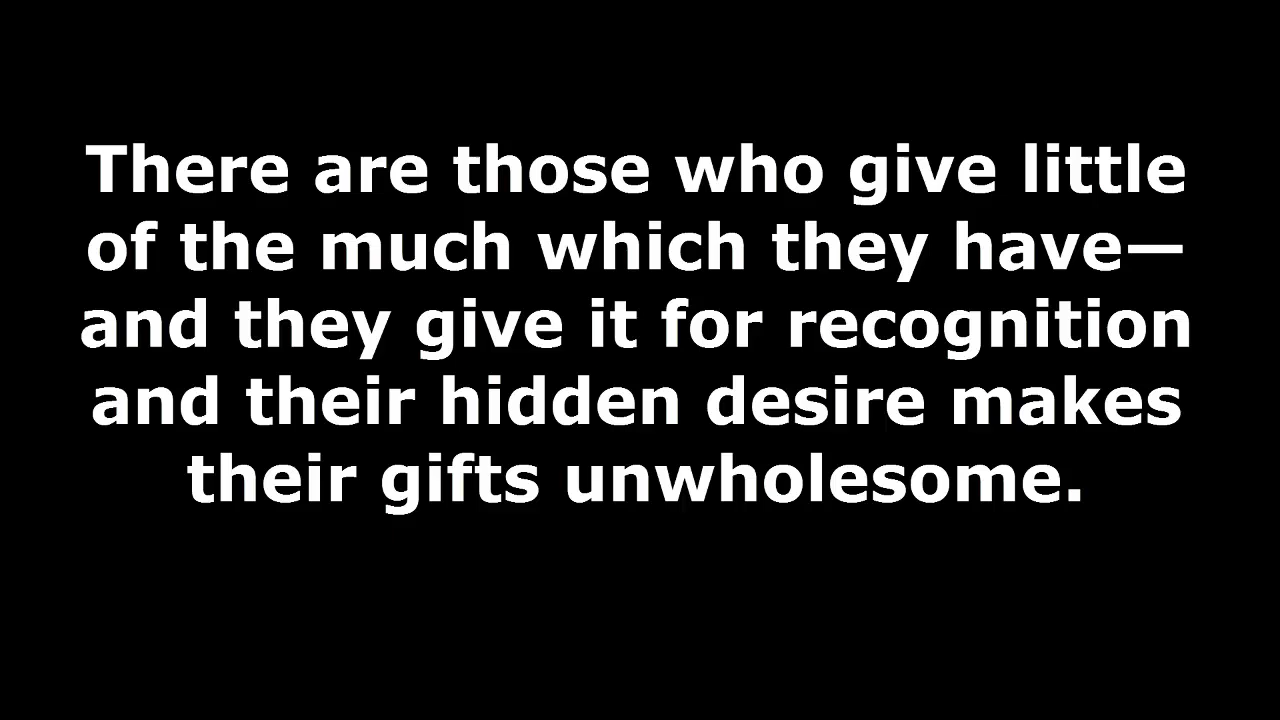 There are those who give little
of the much which they have—
and they give it for recognition
and their hidden desire makes
their gifts unwholesome.